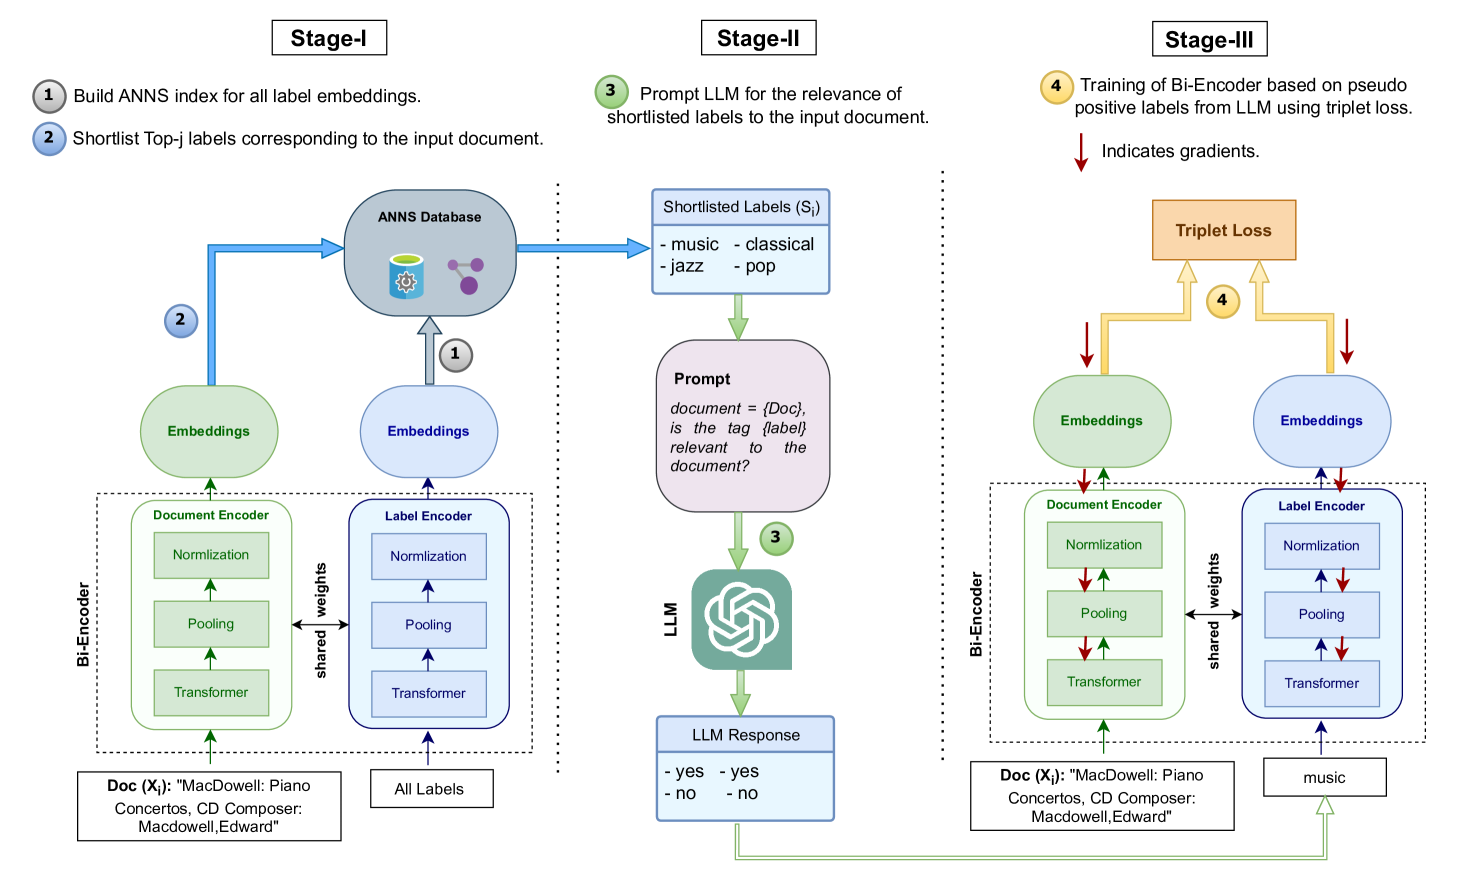 Stage-I
1 Build ANNS index for all label embeddings.
2 Shortlist Top-j labels corresponding to the input document.
ANNS Database
2
1
Embeddings
Embeddings
Bi-Encoder
Document Encoder
Normlization
Pooling
Transformer
shared weights
Label Encoder
Normlization
Pooling
Transformer
Doc (Xi): "MacDowell: Piano
Concertos, CD Composer:
Macdowell,Edward"
All Labels
Stage-II
3 Prompt LLM for the relevance of
shortlisted labels to the input document.
Shortlisted Labels (Si)
- music - classical
- jazz - pop
Prompt
document = {Doc},
is the tag {label}
relevant to the
document?
3
LLM
LLM Response
- yes - yes
- no - no
Stage-III
4 Training of Bi-Encoder based on pseudo
positive labels from LLM using triplet loss.
Indicates gradients.
Triplet Loss
4
Embeddings
Embeddings
Bi-Encoder
Document Encoder
Normlization
Pooling
Transformer
shared weights
Label Encoder
Normlization
Pooling
Transformer
Doc (Xi): "MacDowell: Piano
Concertos, CD Composer:
Macdowell,Edward"
music